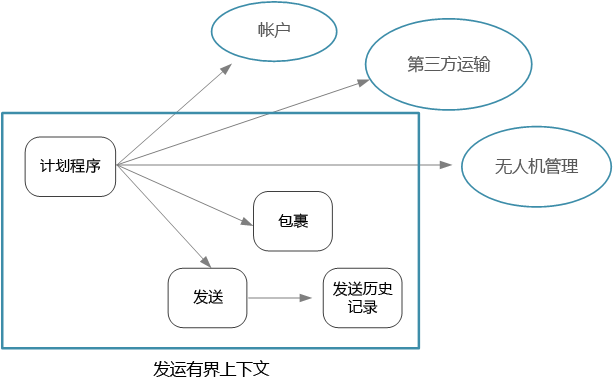 帐户
第三方运输
计划程序
无人机管理
包裹
发送
发送历史
记录
发运有界上下文